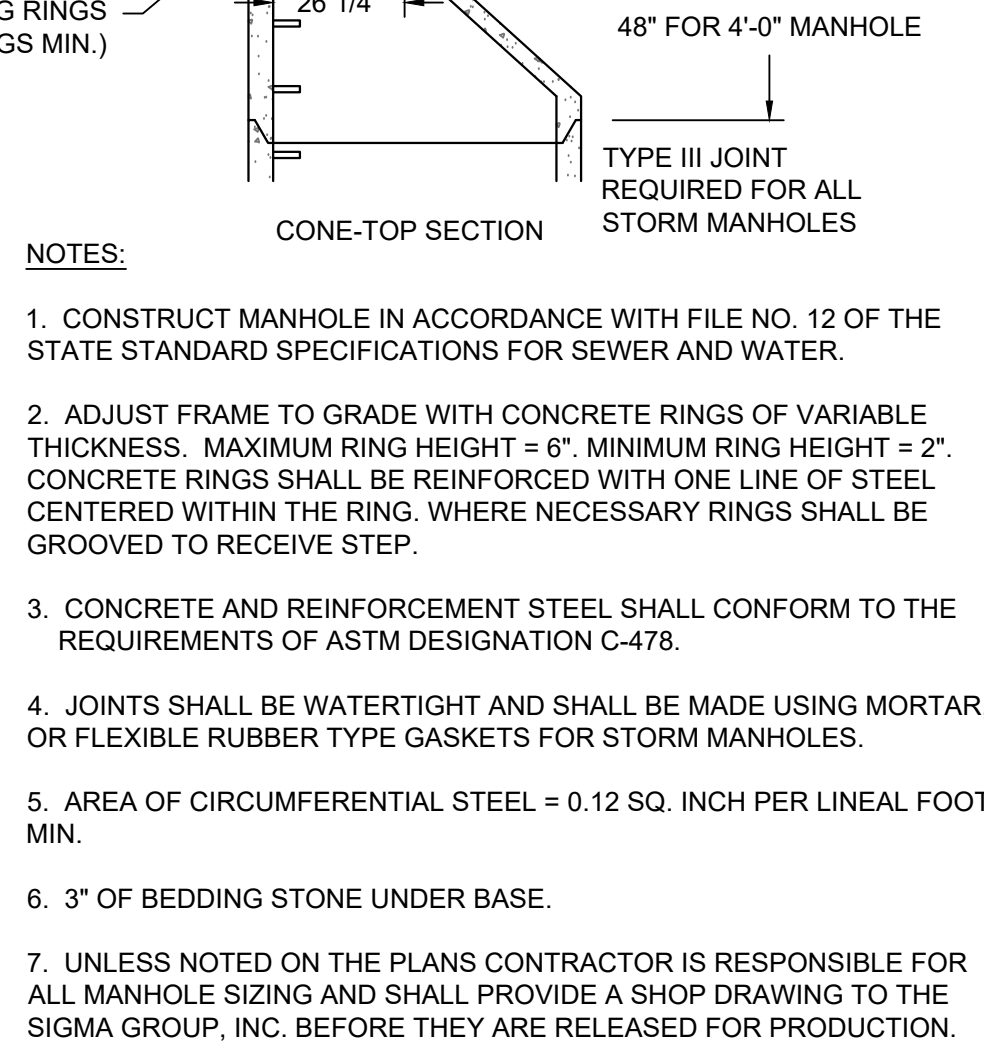 RINGS
26 1/4"
MIN.)
48" FOR 4'-0" MANHOLE
TYPE III JOINT
REQUIRED FOR ALL
STORM MANHOLES
CONE-TOP SECTION
NOTES:
1. CONSTRUCT MANHOLE IN ACCORDANCE WITH FILE NO. 12 OF THE
STATE STANDARD SPECIFICATIONS FOR SEWER AND WATER.
2. ADJUST FRAME TO GRADE WITH CONCRETE RINGS OF VARIABLE
THICKNESS. MAXIMUM RING HEIGHT = 6". MINIMUM RING HEIGHT = 2".
CONCRETE RINGS SHALL BE REINFORCED WITH ONE LINE OF STEEL
CENTERED WITHIN THE RING. WHERE NECESSARY RINGS SHALL BE
GROOVED TO RECEIVE STEP.
3. CONCRETE AND REINFORCEMENT STEEL SHALL CONFORM TO THE
REQUIREMENTS OF ASTM DESIGNATION C-478.
4. JOINTS SHALL BE WATERTIGHT AND SHALL BE MADE USING MORTAR
OR FLEXIBLE RUBBER TYPE GASKETS FOR STORM MANHOLES.
5. AREA OF CIRCUMFERENTIAL STEEL = 0.12 SQ. INCH PER LINEAL FOOT
MIN.
6. 3" OF BEDDING STONE UNDER BASE.
7. UNLESS NOTED ON THE PLANS CONTRACTOR IS RESPONSIBLE FOR
ALL MANHOLE SIZING AND SHALL PROVIDE A SHOP DRAWING TO THE
SIGMA GROUP, INC. BEFORE THEY ARE RELEASED FOR PRODUCTION.